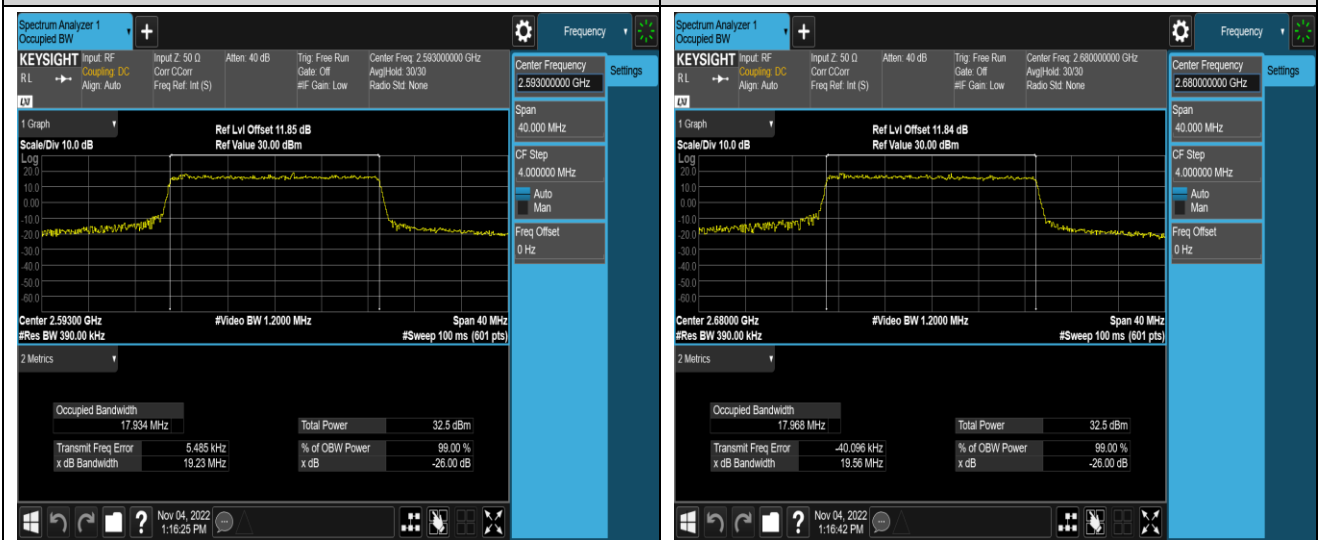 Spectrum Analyzer 1
Occupied BW
+
Frequency
KEYSIGHT Input: RF Input Z: 50 Ω Atten: 40 dB Trig: Free Run Center Freq: 2.593000000 GHz
RL Coupling: DC Corr CCorr Gate: Off Avg|Hold: 30/30
Align: Auto Freq Ref: Int (S) #IF Gain: Low Radio Std: None
LXI
Center Frequency
2.593000000 GHz
Settings
Span
40.000 MHz
CF Step
4.000000 MHz
Auto
Man
Freq Offset
0 Hz
1 Graph
Ref Lvl Offset 11.85 dB
Scale/Div 10.0 dB Ref Value 30.00 dBm
Log
20.0
10.0
0.00
-10.0
-20.0
-30.0
-40.0
-50.0
-60.0
Center 2.59300 GHz #Video BW 1.2000 MHz Span 40 MHz
#Res BW 390.00 kHz #Sweep 100 ms (601 pts)
2 Metrics
Occupied Bandwidth
17.934 MHz Total Power 32.5 dBm
Transmit Freq Error 5.485 kHz % of OBW Power 99.00 %
x dB Bandwidth 19.23 MHz x dB -26.00 dB
? Nov 04, 2022
1:16:25 PM
Spectrum Analyzer 1
Occupied BW
+
Frequency
KEYSIGHT Input: RF Input Z: 50 Ω Atten: 40 dB Trig: Free Run Center Freq: 2.680000000 GHz
RL Coupling: DC Corr CCorr Gate: Off Avg|Hold: 30/30
Align: Auto Freq Ref: Int (S) #IF Gain: Low Radio Std: None
LXI
Center Frequency
2.680000000 GHz
Settings
Span
40.000 MHz
CF Step
4.000000 MHz
Auto
Man
Freq Offset
0 Hz
1 Graph
Ref Lvl Offset 11.84 dB
Scale/Div 10.0 dB Ref Value 30.00 dBm
Log
20.0
10.0
0.00
-10.0
-20.0
-30.0
-40.0
-50.0
-60.0
Center 2.68000 GHz #Video BW 1.2000 MHz Span 40 MHz
#Res BW 390.00 kHz #Sweep 100 ms (601 pts)
2 Metrics
Occupied Bandwidth
17.968 MHz Total Power 32.5 dBm
Transmit Freq Error -40.096 kHz % of OBW Power 99.00 %
x dB Bandwidth 19.56 MHz x dB -26.00 dB
? Nov 04, 2022
1:16:42 PM